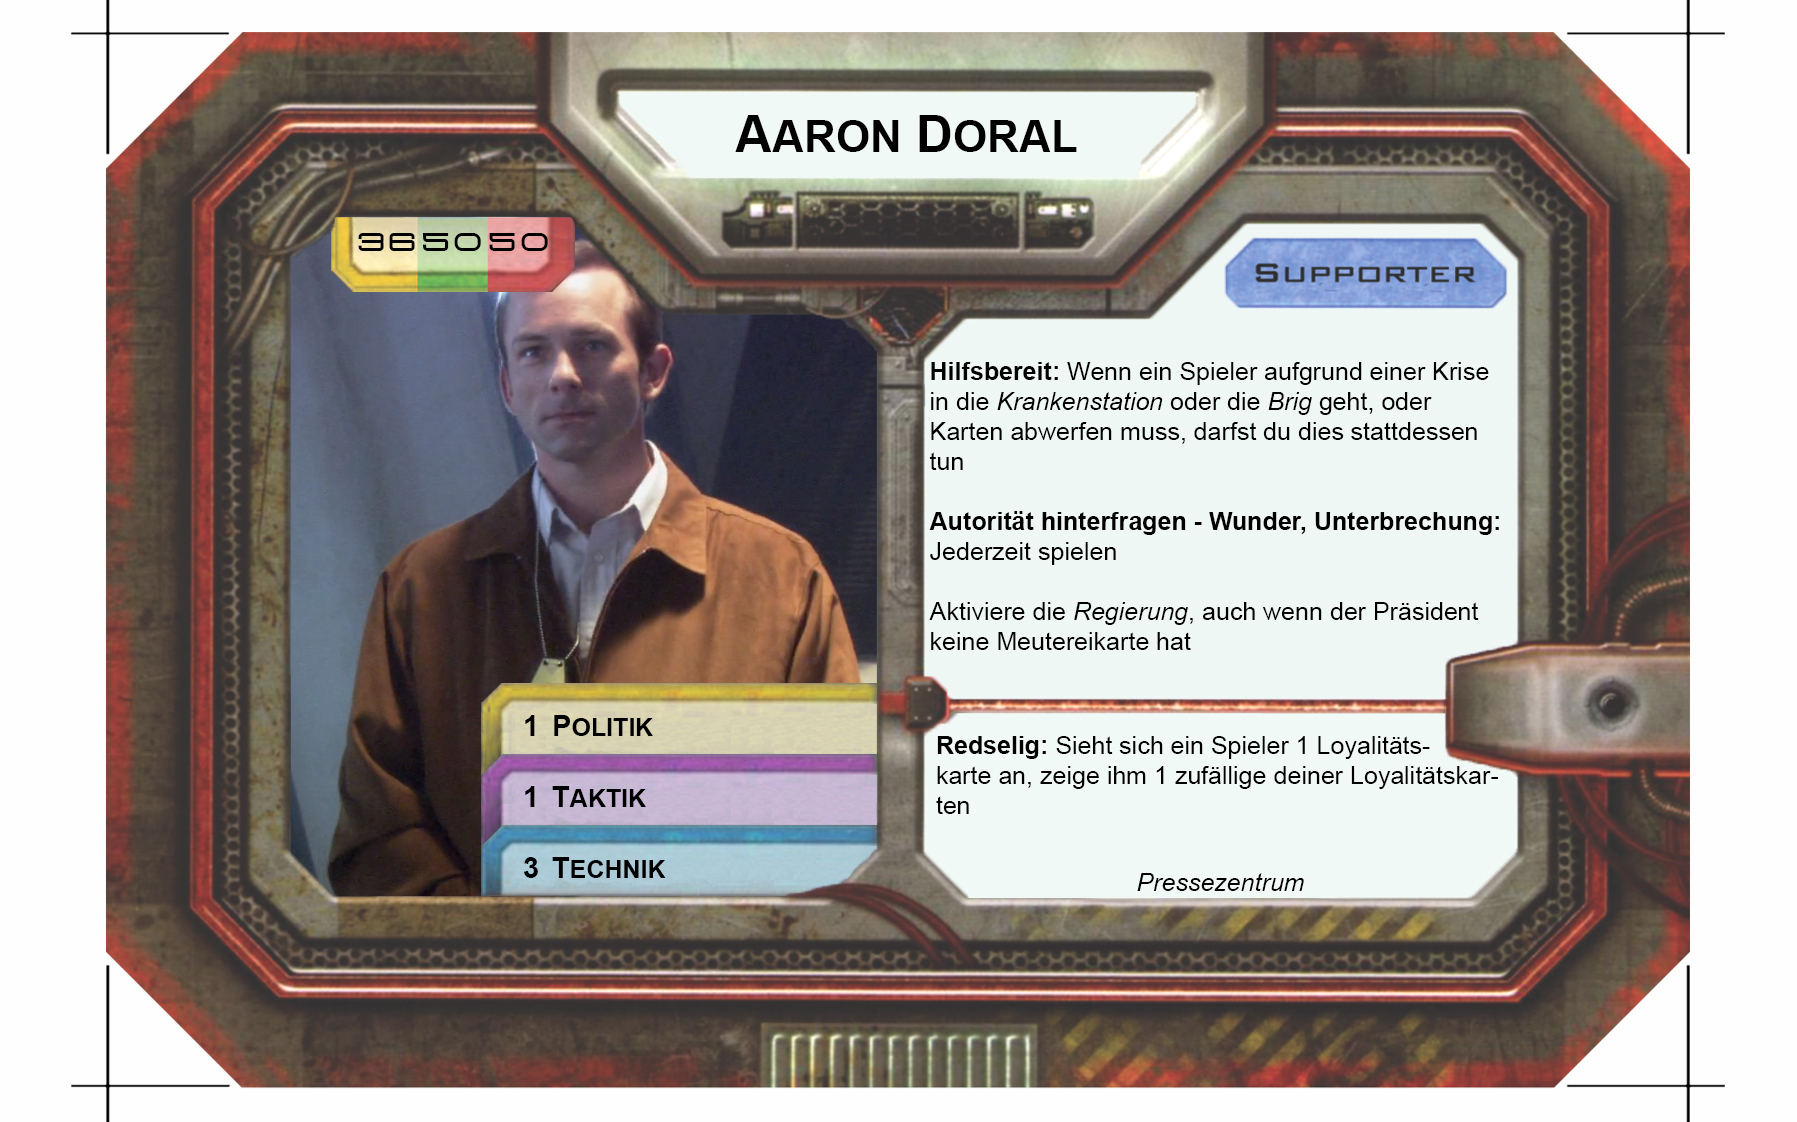 AARON DORAL
36 50 50
SUPPORTER
Hilfsbereit: Wenn ein Spieler aufgrund einer Krise
in die Krankenstation oder die Brig geht, oder
Karten abwerfen muss, darfst du dies stattdessen
tun
Autorität hinterfragen - Wunder, Unterbrechung:
Jederzeit spielen
Aktiviere die Regierung, auch wenn der Präsident
keine Meutereikarte hat
1 POLITIK
1 TAKTIK
3 TECHNIK
Redselig: Sieht sich ein Spieler 1 Loyalitäts-
karte an, zeige ihm 1 zufällige deiner Loyalitätskar-
ten
Pressezentrum